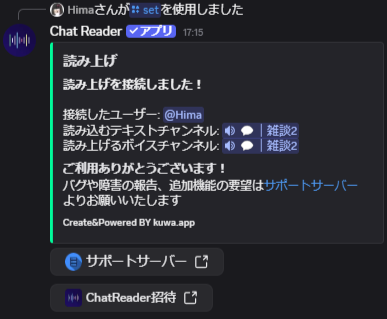 Himaさんが setを使用しました
Chat Reader ✓アプリ 17:15
読み上げ
読み上げを接続しました！
接続したユーザー: @Hima
読み込むテキストチャンネル: 🔊 💬｜雑談2
読み上げるボイスチャンネル: 🔊 💬｜雑談2
ご利用ありがとうございます！
バグや障害の報告、追加機能の要望はサポートサーバー
よりお願いいたします
Create&Powered BY kuwa.app
サポートサーバー
ChatReader招待